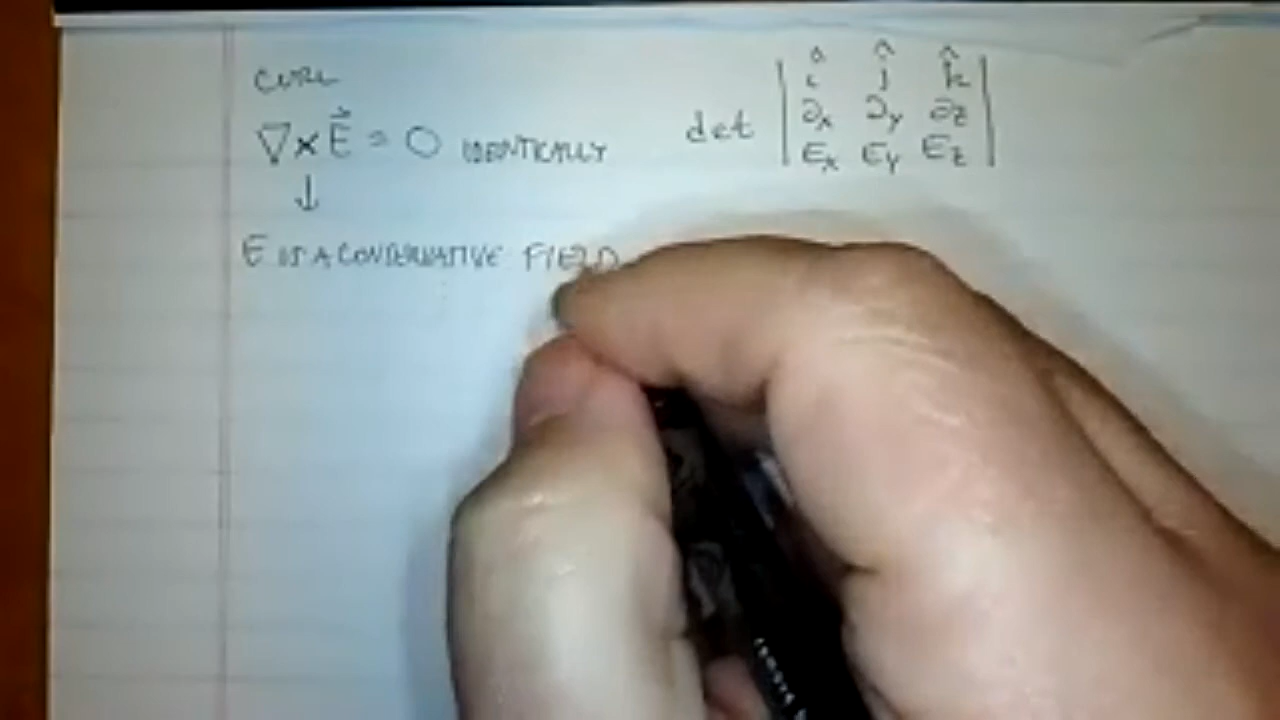 CURL
∇×E⃗ = 0 IDENTICALLY
↓
E IS A CONSERVATIVE FIELD
det | î ĵ k̂ |
| ∂x ∂y ∂z |
| Ex Ey Ez |